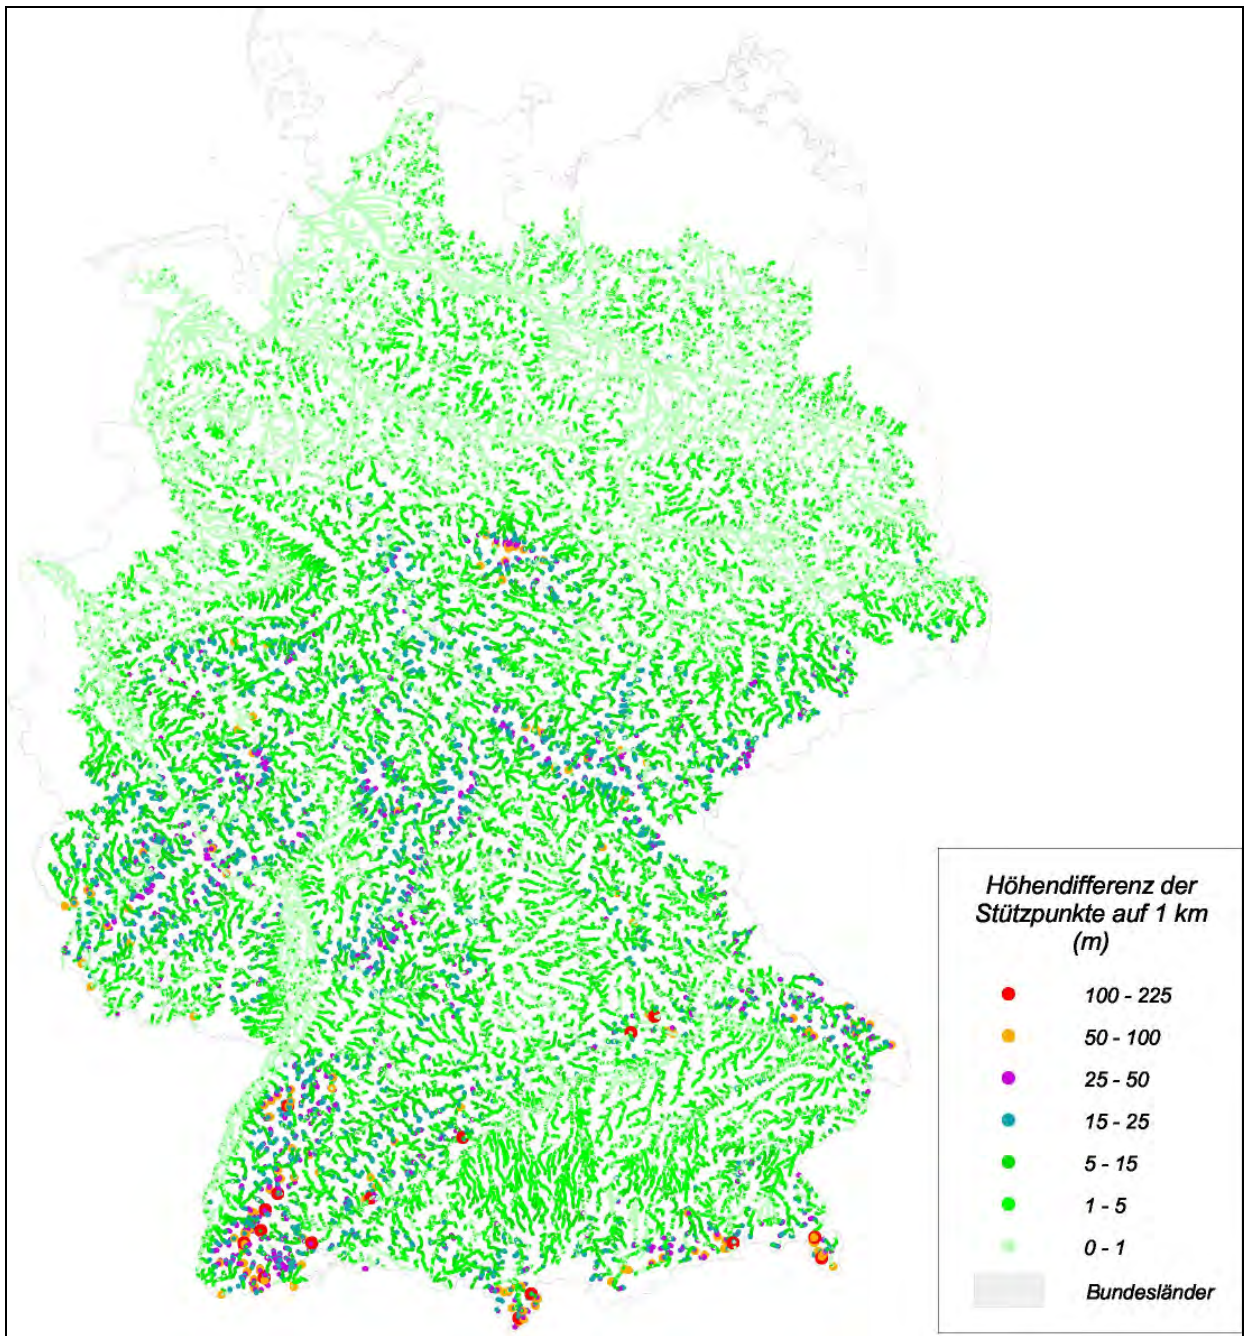 Höhendifferenz der
Stützpunkte auf 1 km
(m)
100 - 225
50 - 100
25 - 50
15 - 25
5 - 15
1 - 5
0 - 1
Bundesländer